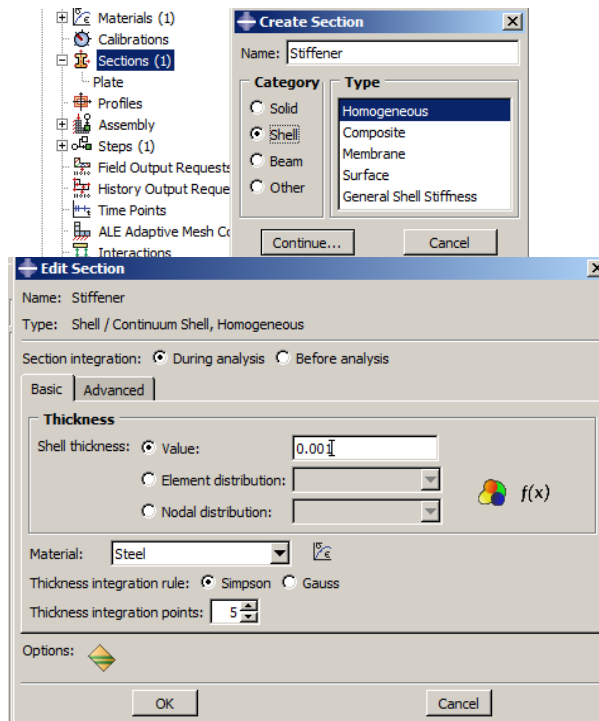 Materials (1)
Calibrations
Sections (1)
Plate
Profiles
Assembly
Steps (1)
Field Output Requests
History Output Reque
Time Points
ALE Adaptive Mesh Co
Interactions
Create Section
Name: Stiffener
Category
Solid
Shell
Beam
Other
Type
Homogeneous
Composite
Membrane
Surface
General Shell Stiffness
Continue...
Cancel
Edit Section
Name: Stiffener
Type: Shell / Continuum Shell, Homogeneous
Section integration: During analysis Before analysis
Basic Advanced
Thickness
Shell thickness: Value: 0.001
Element distribution:
Nodal distribution:
f(x)
Material: Steel
Thickness integration rule: Simpson Gauss
Thickness integration points: 5
Options:
OK Cancel